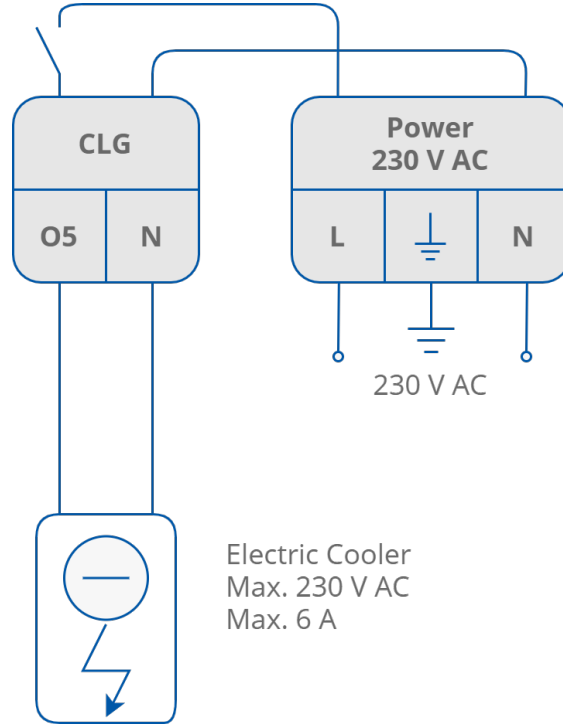 CLG
O5
N
Power
230 V AC
L
N
230 V AC
Electric Cooler
Max. 230 V AC
Max. 6 A